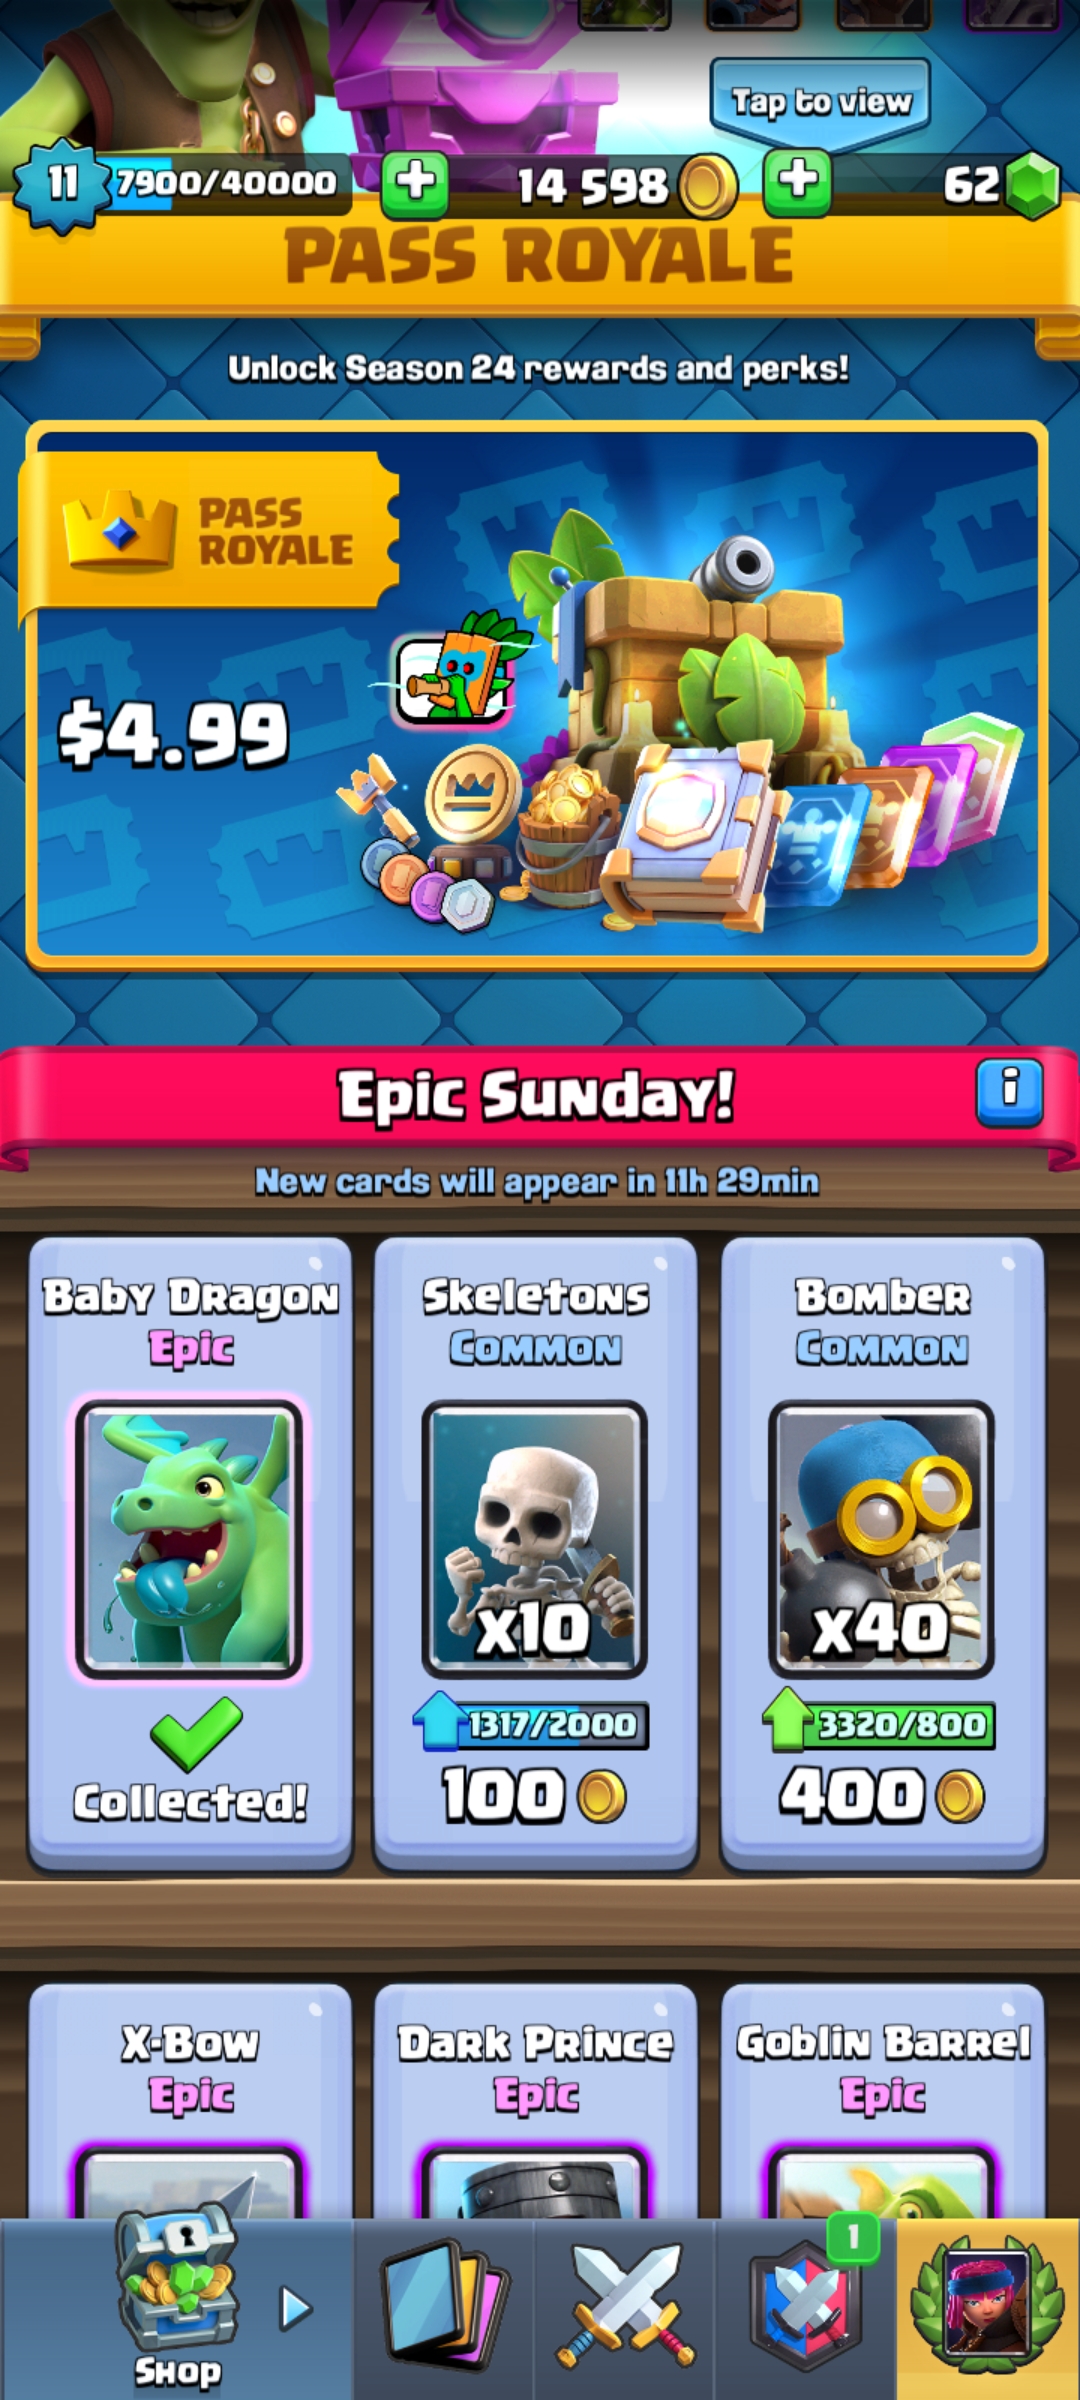 Tap to view
11
7900/40000
14 598
62
PASS ROYALE
Unlock Season 24 rewards and perks!
PASS
ROYALE
$4.99
Epic Sunday!
i
New cards will appear in 11h 29min
Baby Dragon
Epic
Collected!
Skeletons
Common
x10
1317/2000
100
Bomber
Common
x40
3320/800
400
X-Bow
Epic
Dark Prince
Epic
Goblin Barrel
Epic
Shop
1